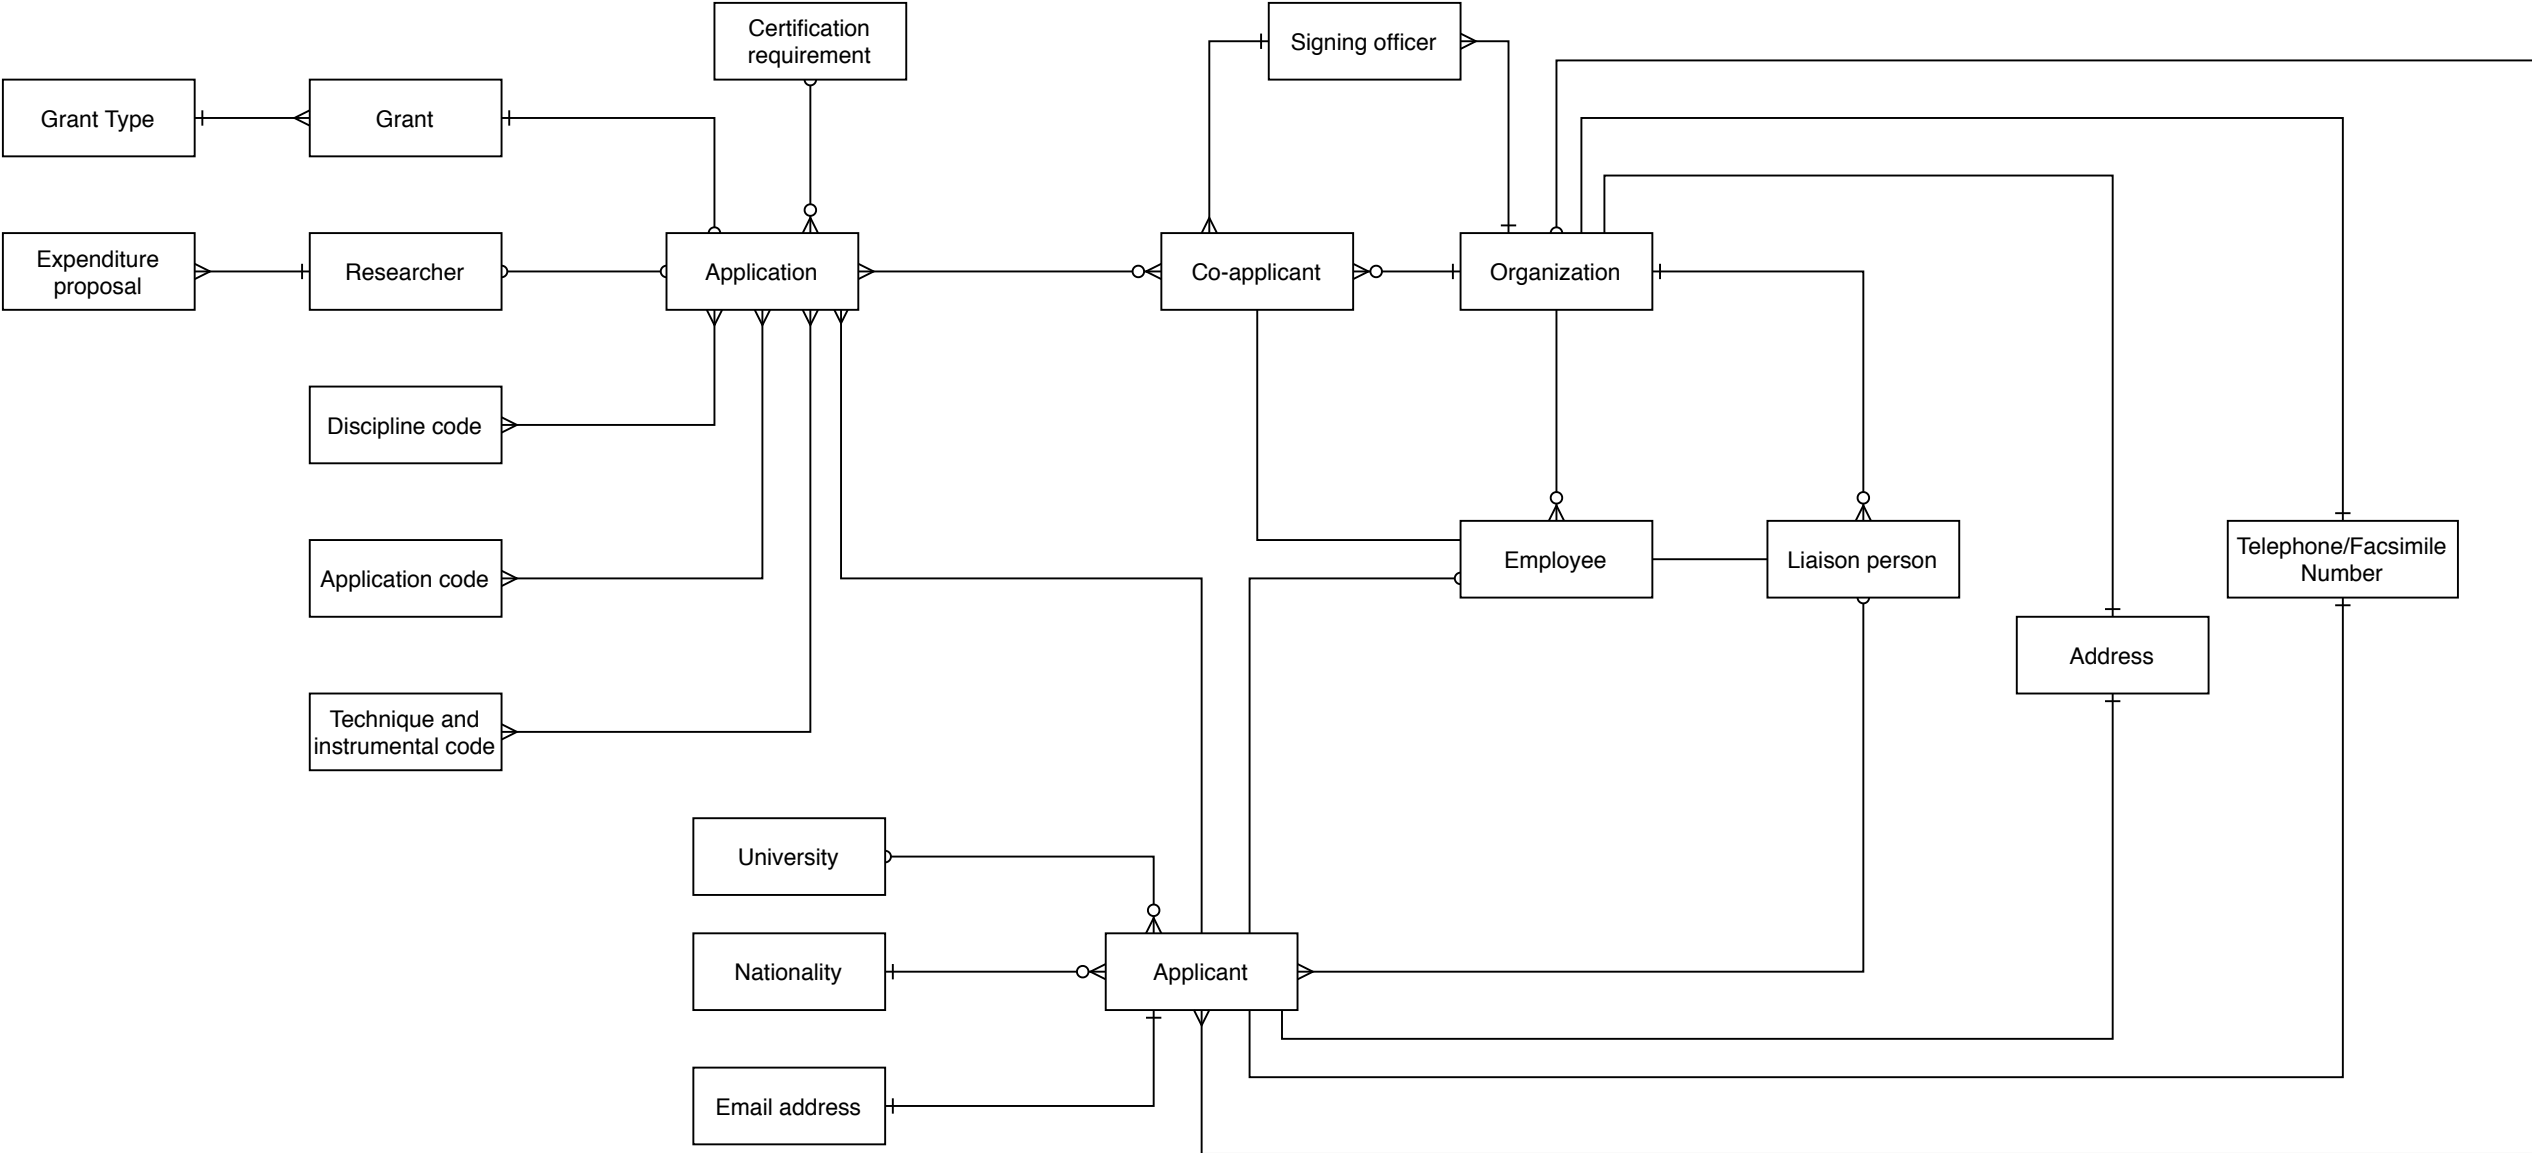 Certification
requirement
Signing officer
Grant Type
Grant
Expenditure
proposal
Researcher
Application
Co-applicant
Organization
Discipline code
Application code
Employee
Liaison person
Telephone/Facsimile
Number
Address
Technique and
instrumental code
University
Nationality
Applicant
Email address